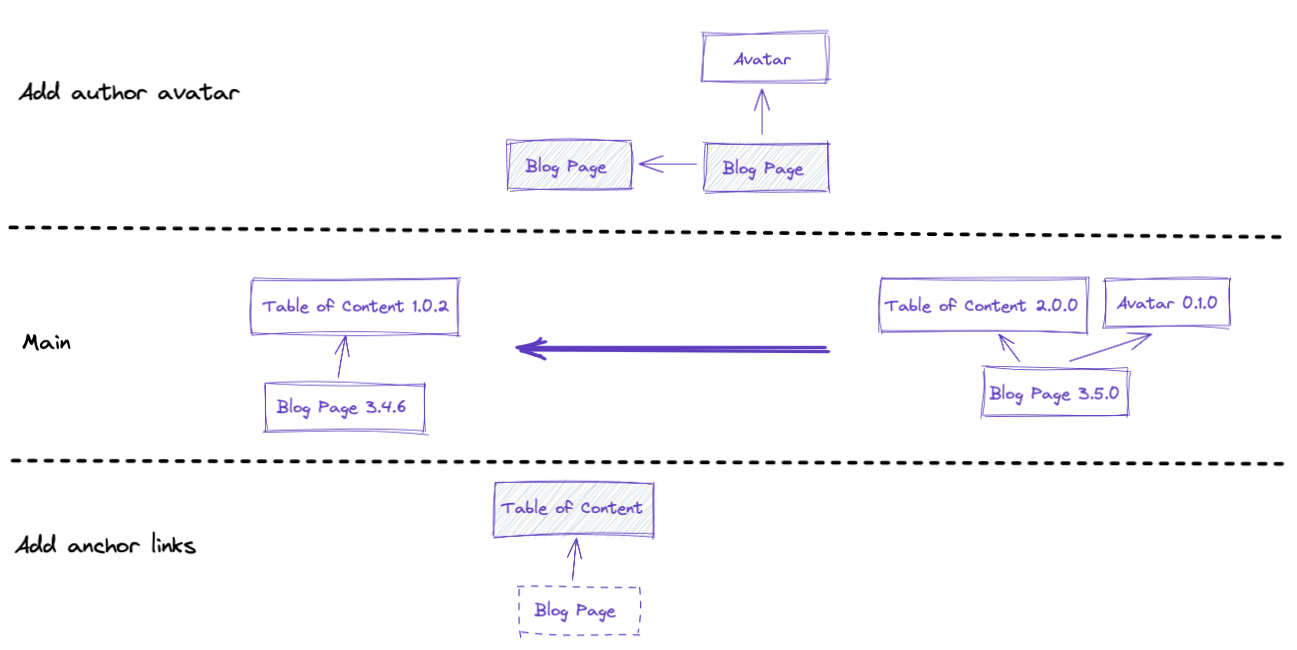 Avatar
Add author avatar
Blog Page
Blog Page
Table of Content 1.0.2
Table of Content 2.0.0
Avatar 0.1.0
Main
Blog Page 3.4.6
Blog Page 3.5.0
Table of Content
Add anchor links
Blog Page